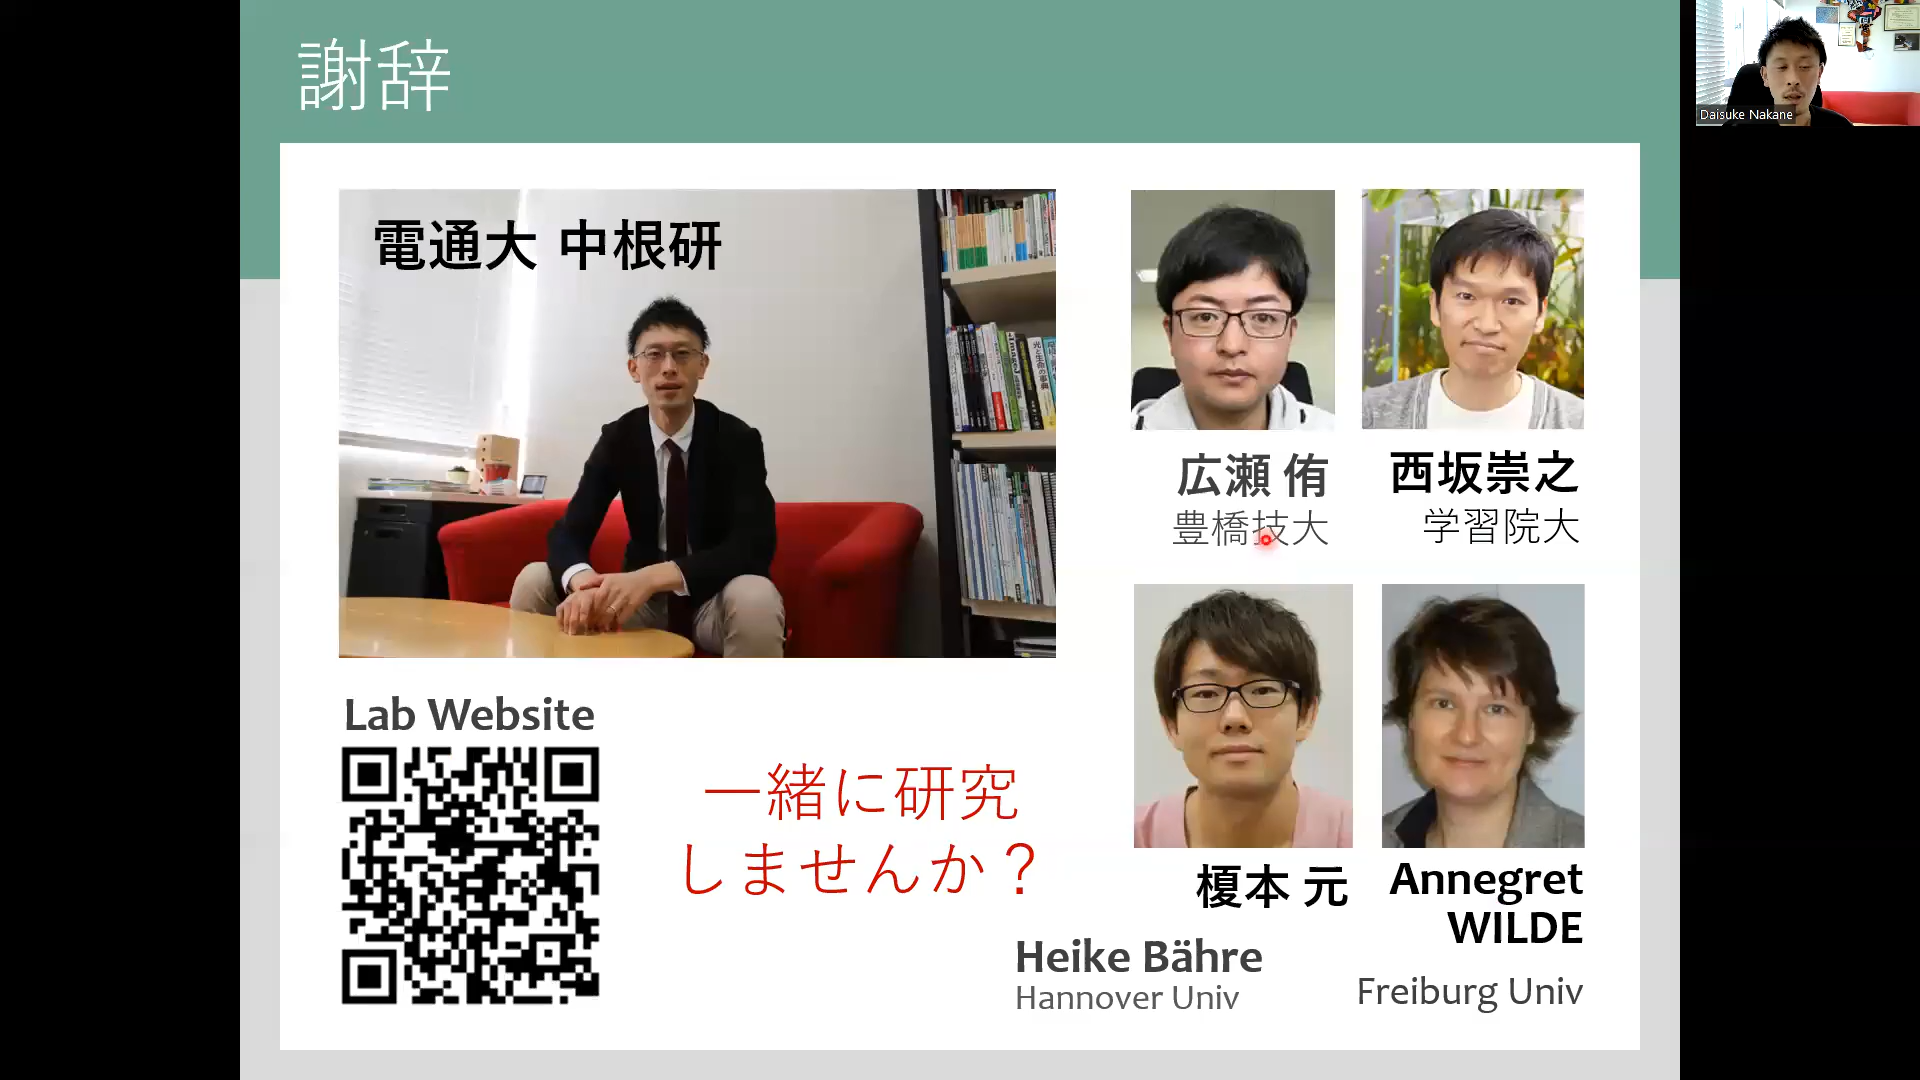 謝辞
Daisuke Nakane
電通大 中根研
広瀬 侑
豊橋技大
西坂崇之
学習院大
Lab Website
一緒に研究
しませんか？
榎本 元
Annegret
WILDE
Freiburg Univ
Heike Bähre
Hannover Univ